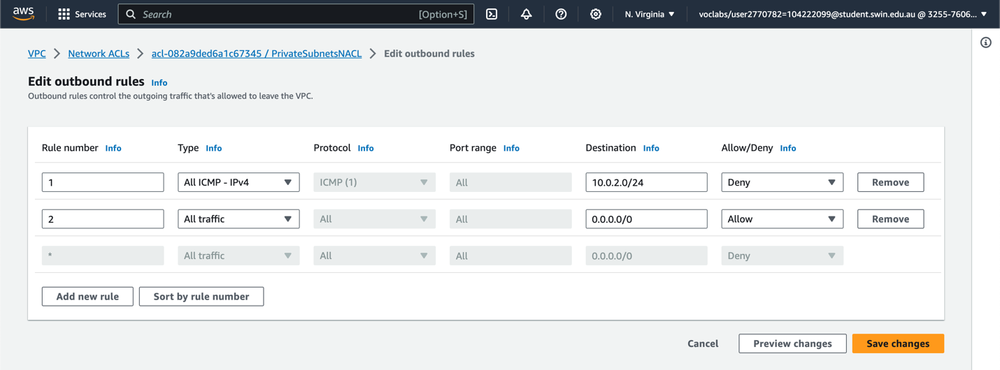 aws Services Search [Option+S] N. Virginia voclabs/user2770782=104222099@student.swin.edu.au @ 3255-7606...
VPC Network ACLs acl-082a9ded6a1c67345 / PrivateSubnetsNACL Edit outbound rules
Edit outbound rules Info
Outbound rules control the outgoing traffic that's allowed to leave the VPC.
Rule number Info Type Info Protocol Info Port range Info Destination Info Allow/Deny Info
1 All ICMP - IPv4 ICMP (1) All 10.0.2.0/24 Deny Remove
2 All traffic All All 0.0.0.0/0 Allow Remove
* All traffic All All 0.0.0.0/0 Deny
Add new rule Sort by rule number
Cancel Preview changes Save changes